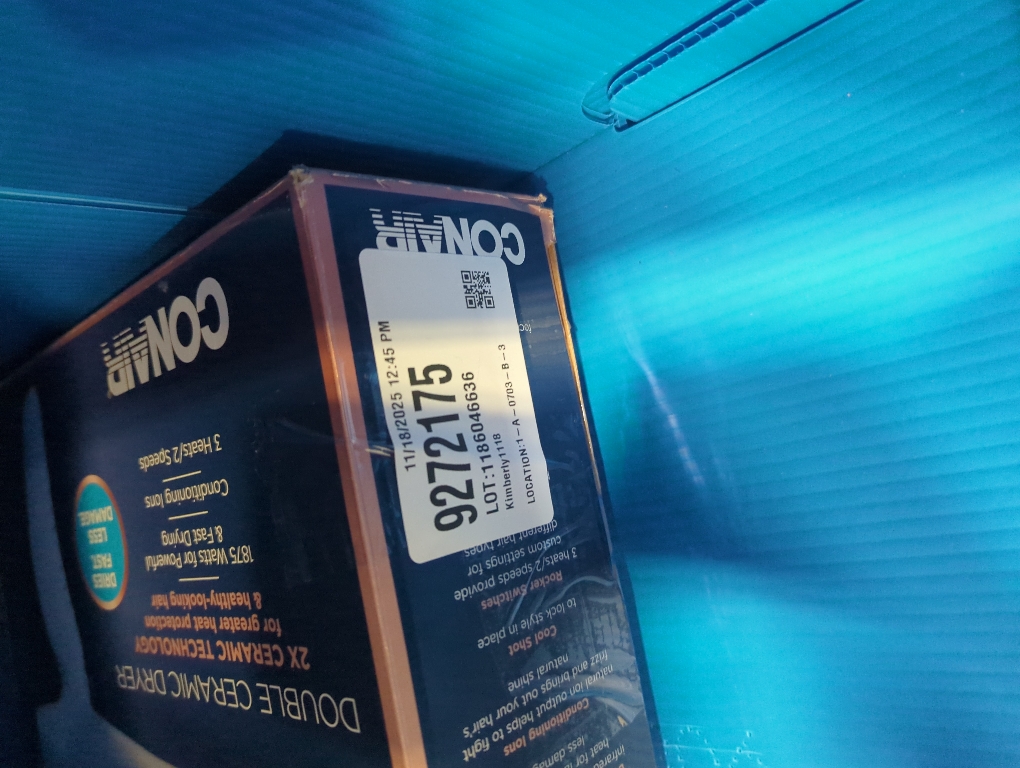 CONAIR
DOUBLE CERAMIC DRYER
2X CERAMIC TECHNOLOGY
for greater heat protection
& healthy-looking hair
1875 Watts for Powerful
& Fast Drying
Conditioning Ions
3 Heats/2 Speeds
DRIES
FAST.
LESS
DAMAGE.
CONAIR
11/18/2025 12:45 PM
9272175
LOT:1186046636
Kimberly1118
LOCATION:1-A-0703-B-3
infrared
heat for
less
Conditioning Ions
natural ion output helps to fight
frizz and brings out your hair's
natural shine
Cool Shot
to lock style in place
Rocker Switches
3 heats/2 speeds provide
custom settings for
different hair types